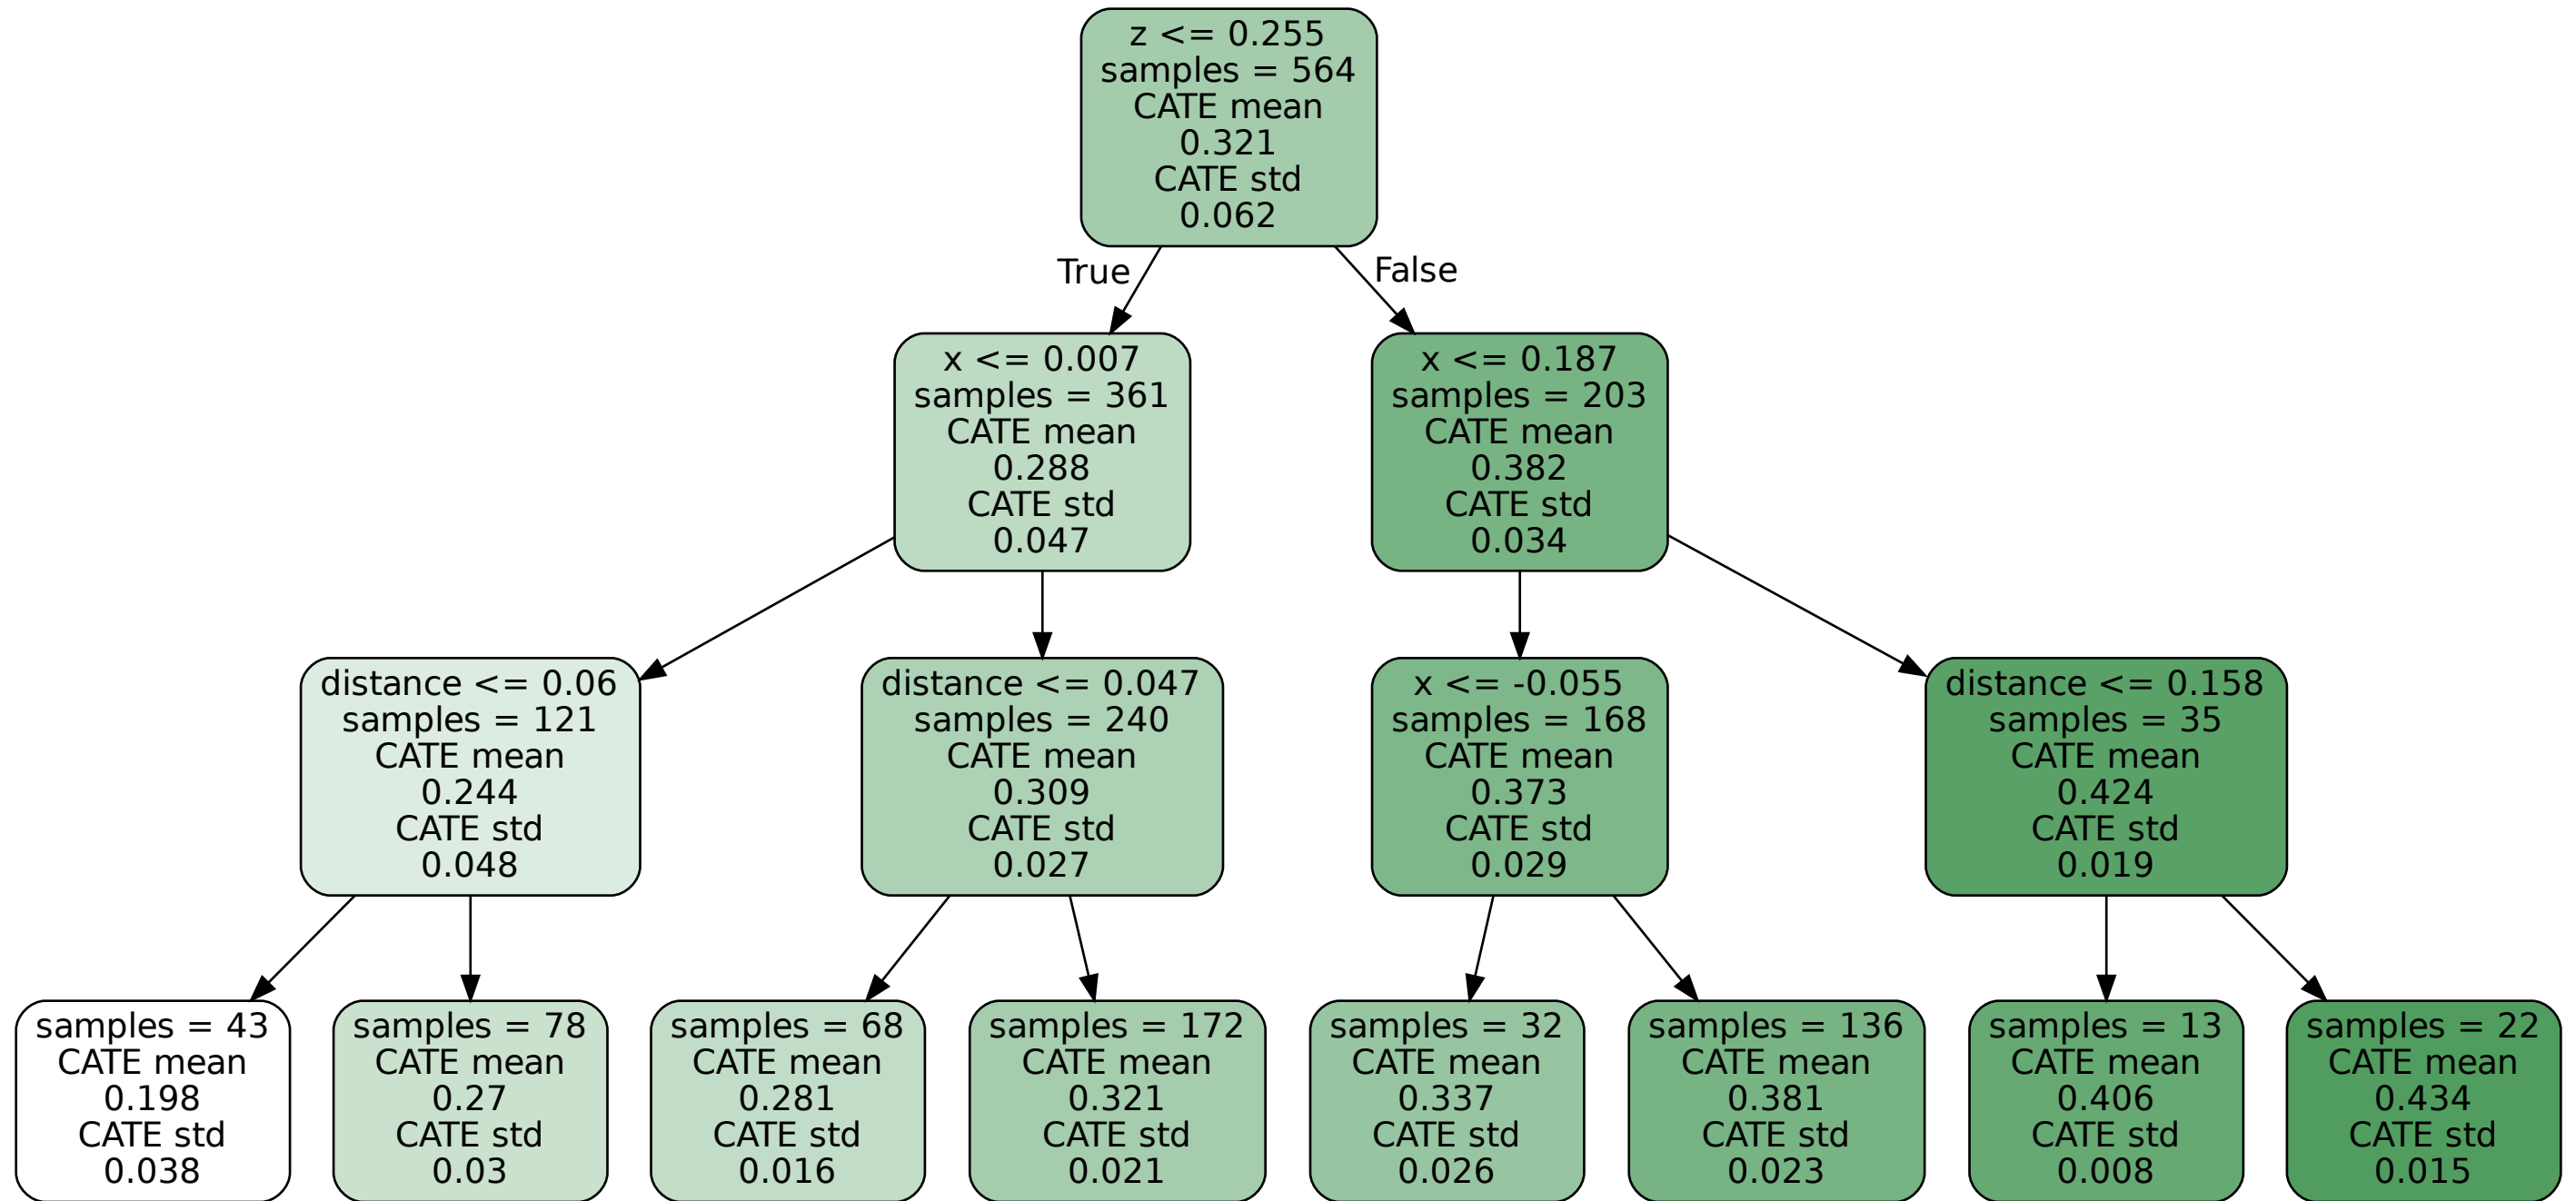 z <= 0.255
samples = 564
CATE mean
0.321
CATE std
0.062
True
False
x <= 0.007
samples = 361
CATE mean
0.288
CATE std
0.047
x <= 0.187
samples = 203
CATE mean
0.382
CATE std
0.034
distance <= 0.06
samples = 121
CATE mean
0.244
CATE std
0.048
distance <= 0.047
samples = 240
CATE mean
0.309
CATE std
0.027
x <= -0.055
samples = 168
CATE mean
0.373
CATE std
0.029
distance <= 0.158
samples = 35
CATE mean
0.424
CATE std
0.019
samples = 43
CATE mean
0.198
CATE std
0.038
samples = 78
CATE mean
0.27
CATE std
0.03
samples = 68
CATE mean
0.281
CATE std
0.016
samples = 172
CATE mean
0.321
CATE std
0.021
samples = 32
CATE mean
0.337
CATE std
0.026
samples = 136
CATE mean
0.381
CATE std
0.023
samples = 13
CATE mean
0.406
CATE std
0.008
samples = 22
CATE mean
0.434
CATE std
0.015